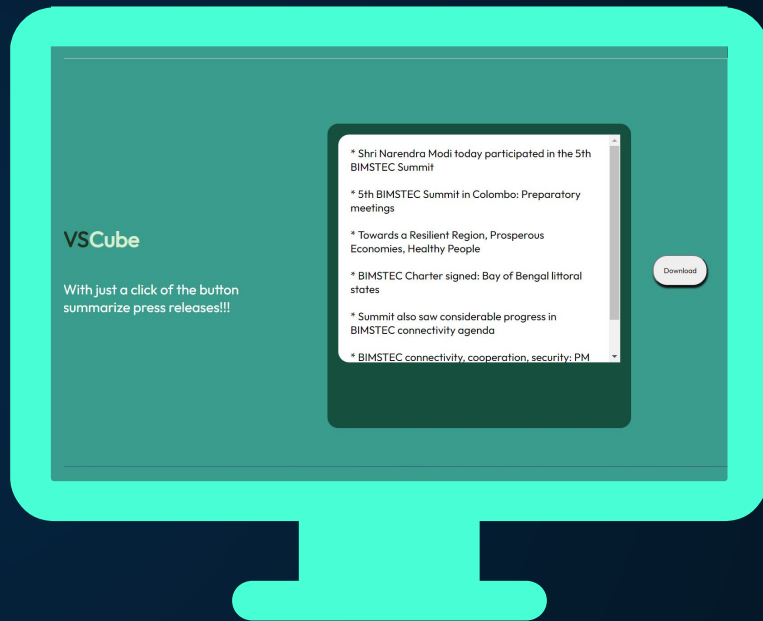 VSCube
With just a click of the button
summarize press releases!!!
* Shri Narendra Modi today participated in the 5th
BIMSTEC Summit
* 5th BIMSTEC Summit in Colombo: Preparatory
meetings
* Towards a Resilient Region, Prosperous
Economies, Healthy People
* BIMSTEC Charter signed: Bay of Bengal littoral
states
* Summit also saw considerable progress in
BIMSTEC connectivity agenda
* BIMSTEC connectivity, cooperation, security: PM
Download